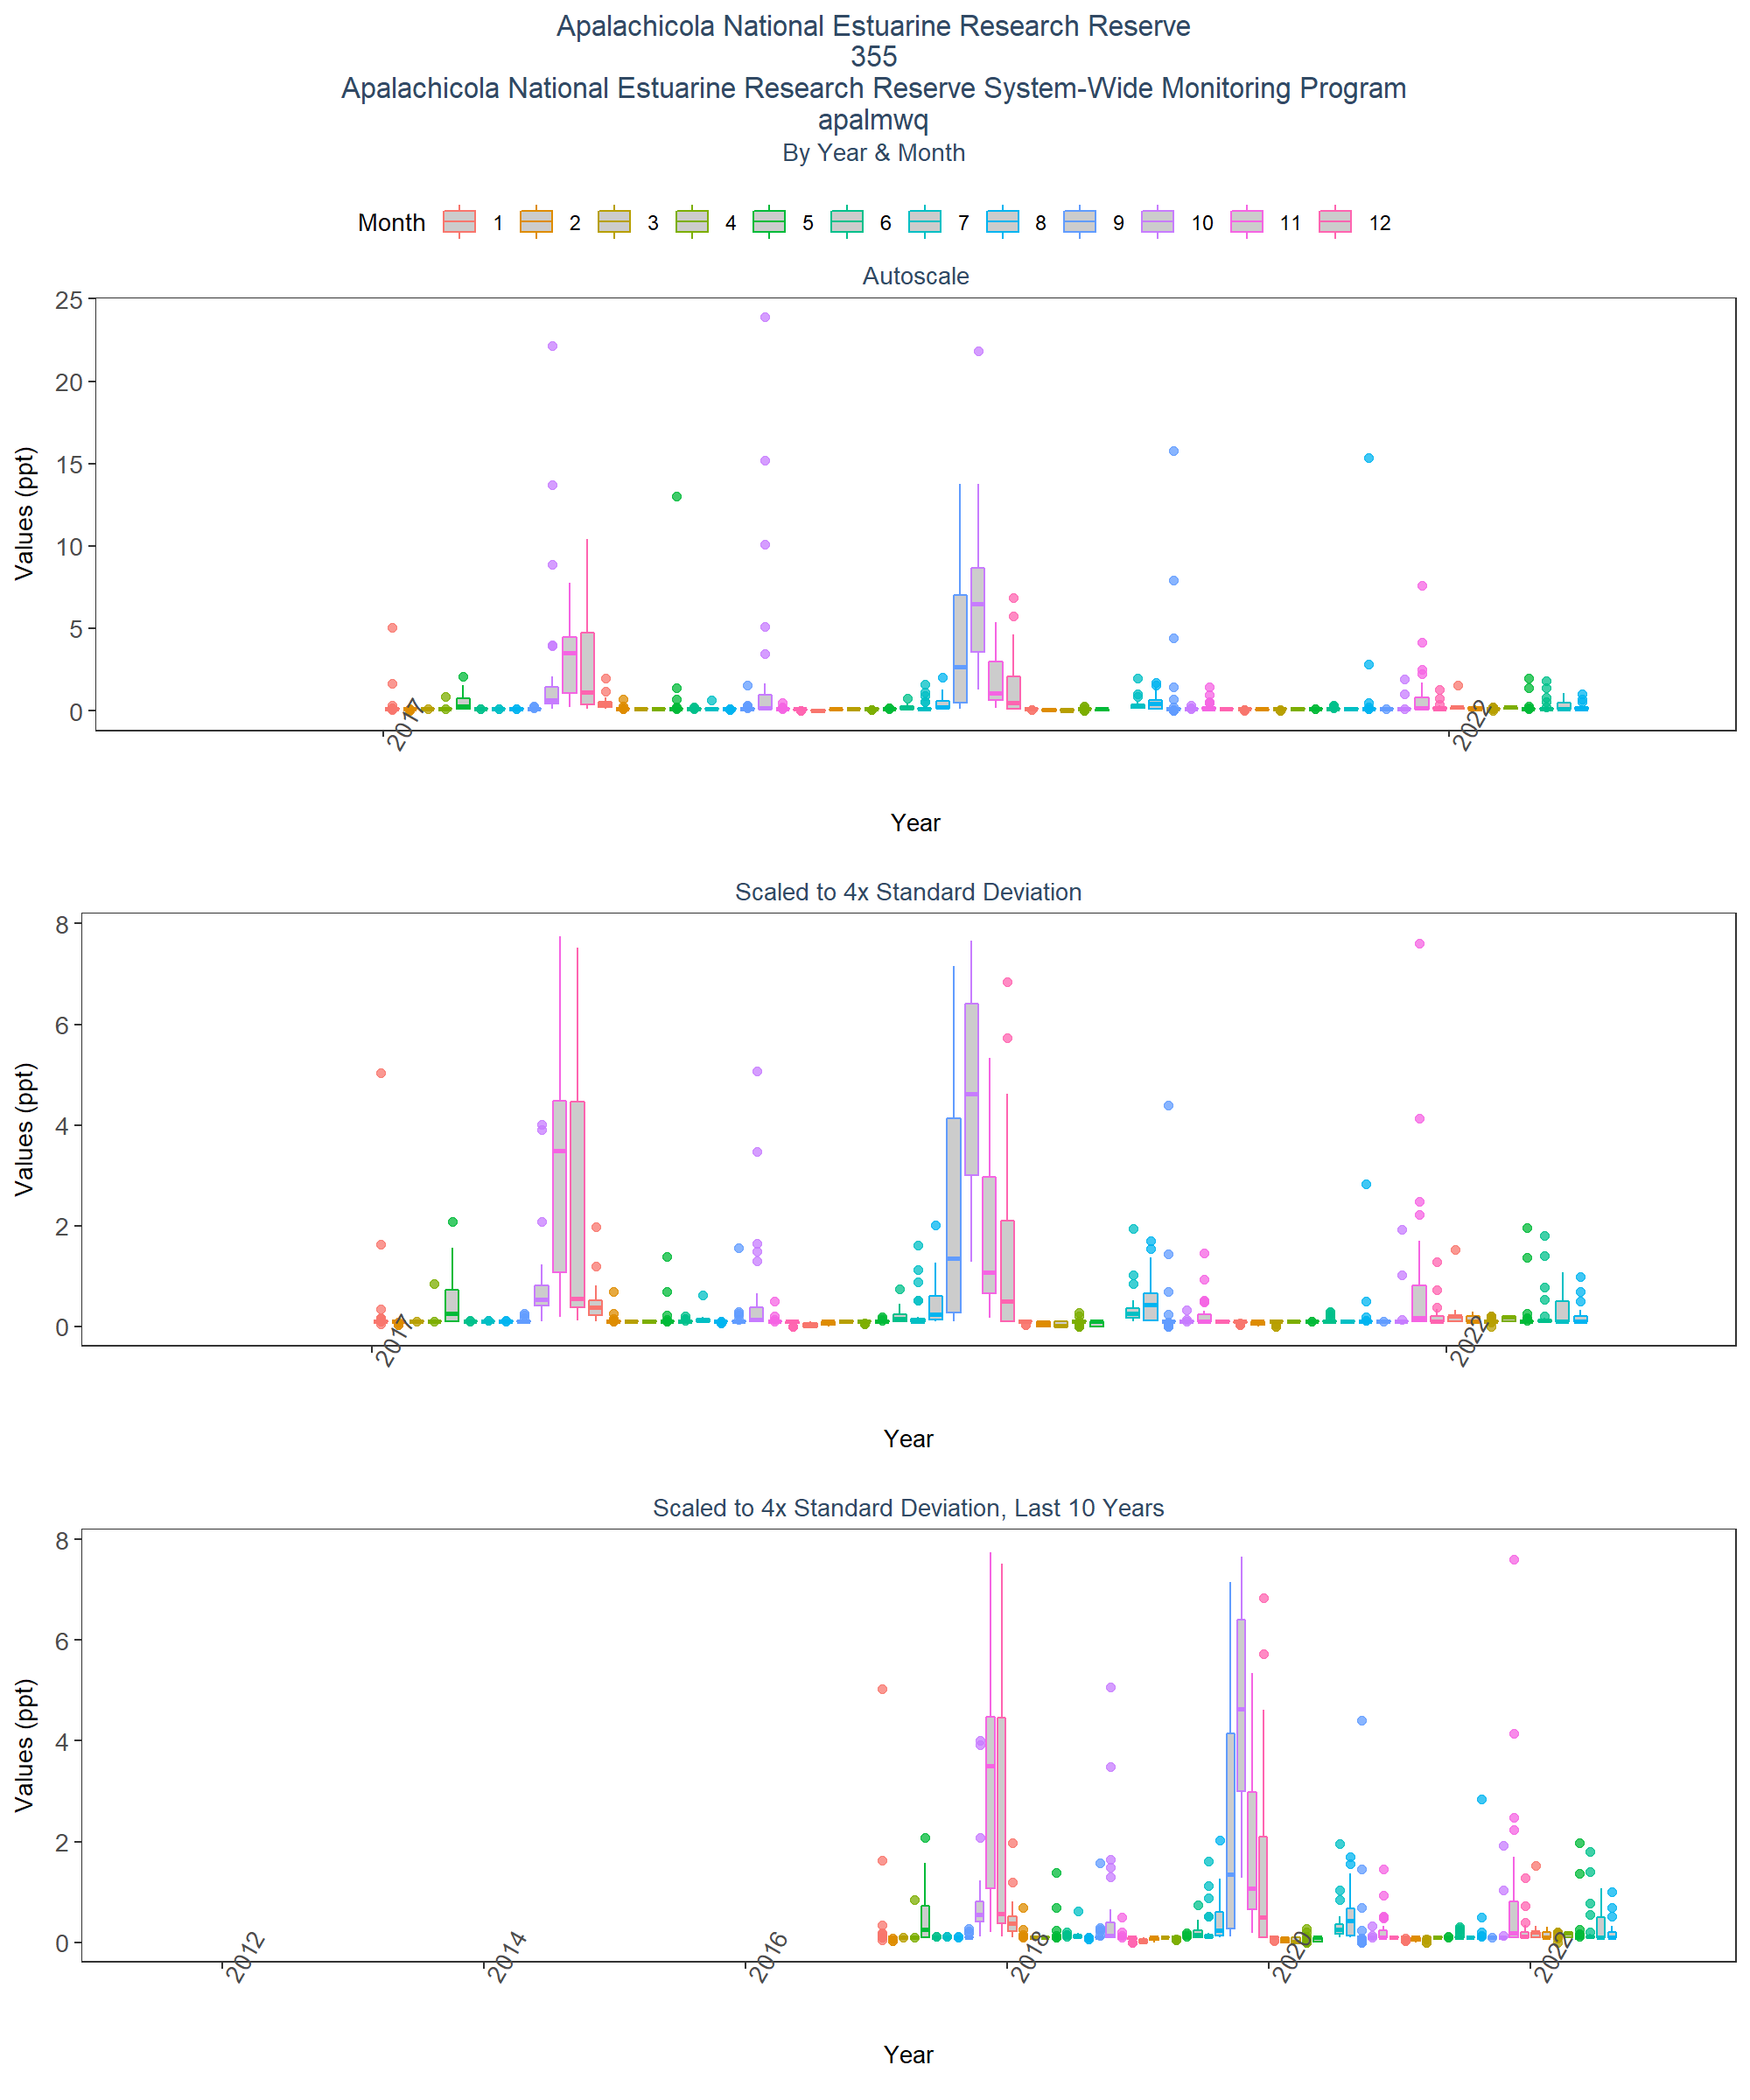 Apalachicola National Estuarine Research Reserve
355
Apalachicola National Estuarine Research Reserve System-Wide Monitoring Program
apalmwq
By Year & Month
Month 1 2 3 4 5 6 7 8 9 10 11 12
Autoscale
25
20
15
10
5
0
Values (ppt)
2017 2022
Year
Scaled to 4x Standard Deviation
8
6
4
2
0
Values (ppt)
2017 2022
Year
Scaled to 4x Standard Deviation, Last 10 Years
8
6
4
2
0
Values (ppt)
2012 2014 2016 2018 2020 2022
Year